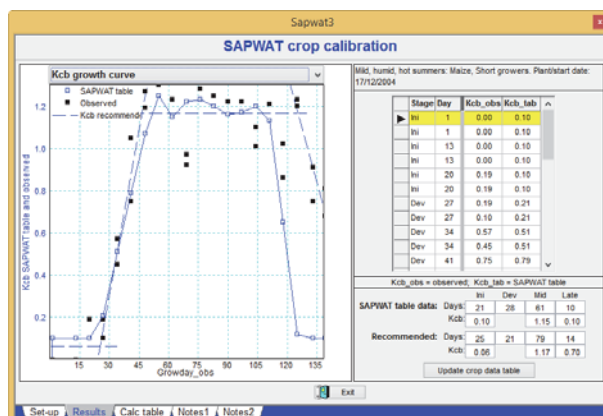 Sapwat3
SAPWAT crop calibration
Kcb growth curve
SAPWAT table
Observed
Kcb recommende
Kcb SAPWAT table and observed
1.2
1.0
0.8
0.6
0.4
0.2
15 30 45 60 75 90 105 120 135
Growday_obs
Mild, humid, hot summers: Maize, Short growers. Plant/start date:
17/12/2004
Stage Day Kcb_obs Kcb_tab
Ini 1 0.00 0.10
Ini 1 0.00 0.10
Ini 13 0.00 0.10
Ini 13 0.00 0.10
Ini 20 0.19 0.10
Ini 20 0.19 0.10
Dev 27 0.19 0.21
Dev 27 0.10 0.21
Dev 34 0.57 0.51
Dev 34 0.45 0.51
Dev 41 0.75 0.79
Kcb_obs = observed; Kcb_tab = SAPWAT table
Ini Dev Mid Late
SAPWAT table data: Days: 21 28 61 10
Kcb: 0.10 1.15 0.10
Recommended: Days: 25 21 79 14
Kcb: 0.06 1.17 0.70
Update crop data table
Exit
Set-up Results Calc table Notes1 Notes2